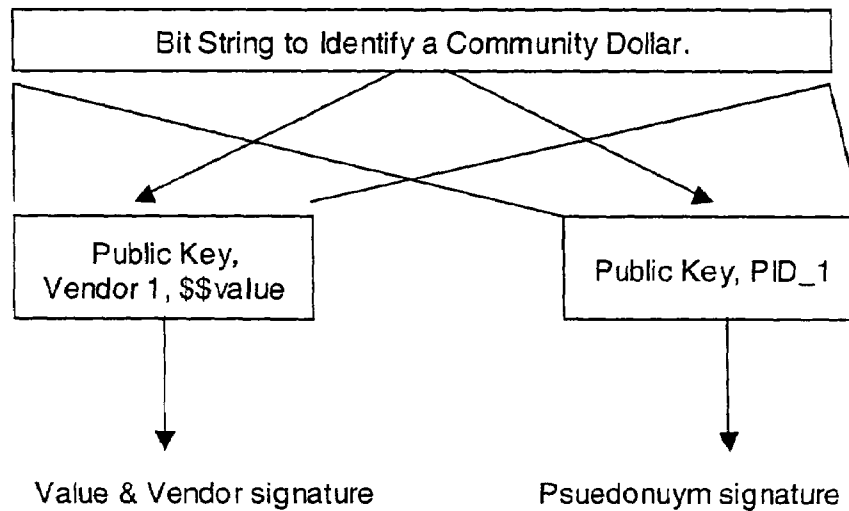 Bit String to Identify a Community Dollar.
Public Key,
Vendor 1, $$value
Public Key, PID_1
Value & Vendor signature
Psuedonuym signature